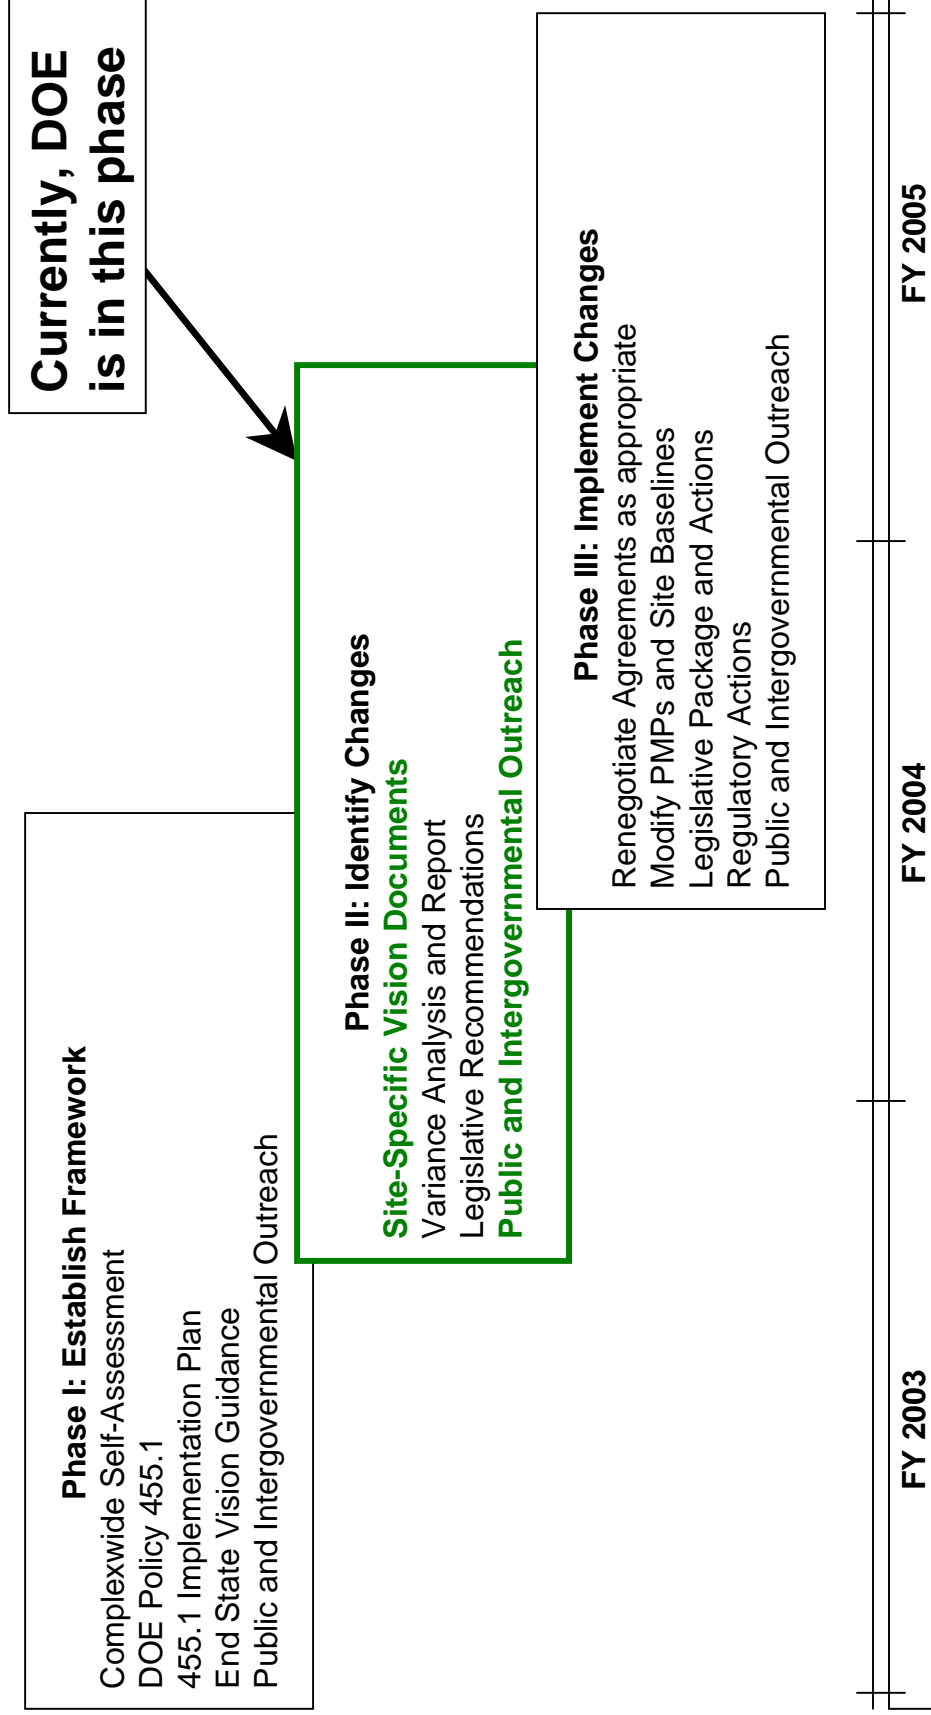 Currently, DOE
is in this phase
Phase I: Establish Framework
Complexwide Self-Assessment
DOE Policy 455.1
455.1 Implementation Plan
End State Vision Guidance
Public and Intergovernmental Outreach
Phase II: Identify Changes
Site-Specific Vision Documents
Variance Analysis and Report
Legislative Recommendations
Public and Intergovernmental Outreach
Phase III: Implement Changes
Renegotiate Agreements as appropriate
Modify PMPs and Site Baselines
Legislative Package and Actions
Regulatory Actions
Public and Intergovernmental Outreach
FY 2003
FY 2004
FY 2005